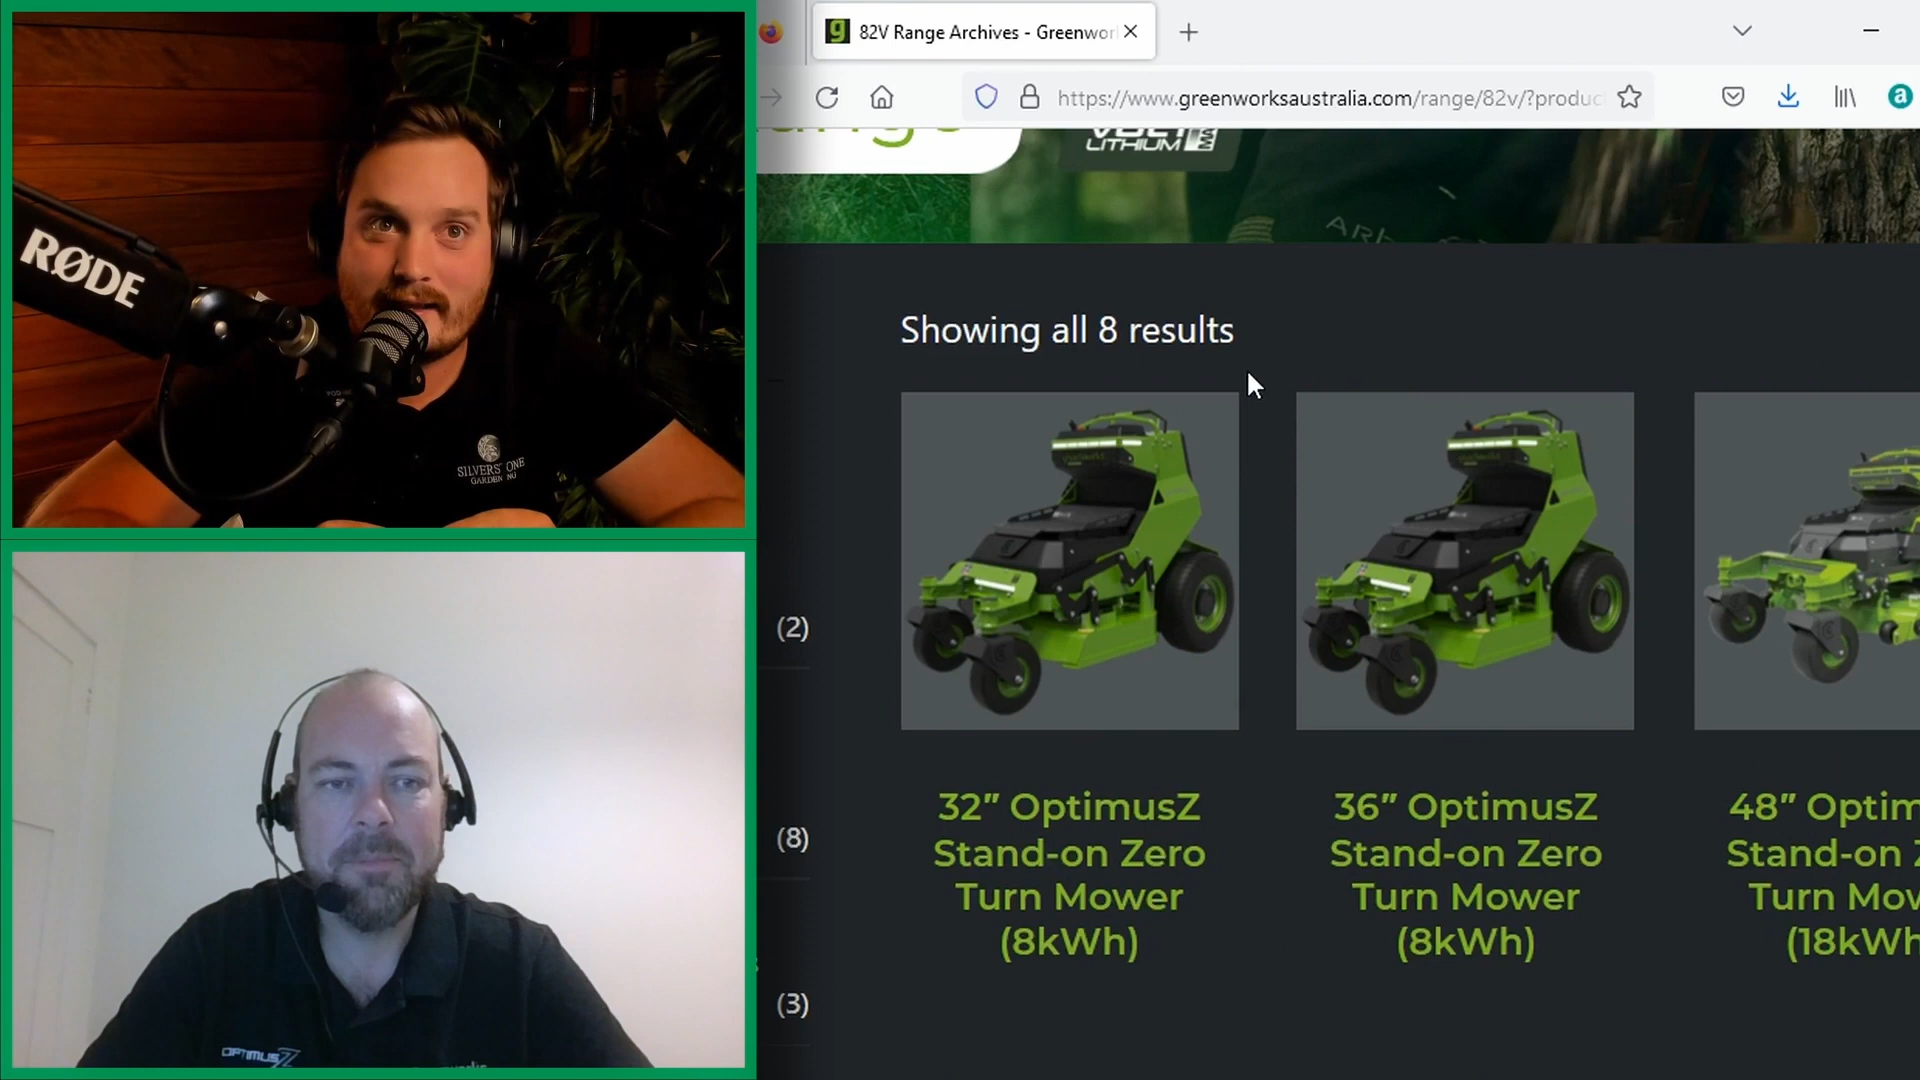 RØDE
SILVERS ONE
OPTIMUSZ
82V Range Archives - Greenwor
https://www.greenworksaustralia.com/range/82v/?produc
LITHIUM
Showing all 8 results
(2)
(8)
(3)
32″ OptimusZ
Stand-on Zero
Turn Mower
(8kWh)
36″ OptimusZ
Stand-on Zero
Turn Mower
(8kWh)
48″ Optim
Stand-on Z
Turn Mow
(18kWh